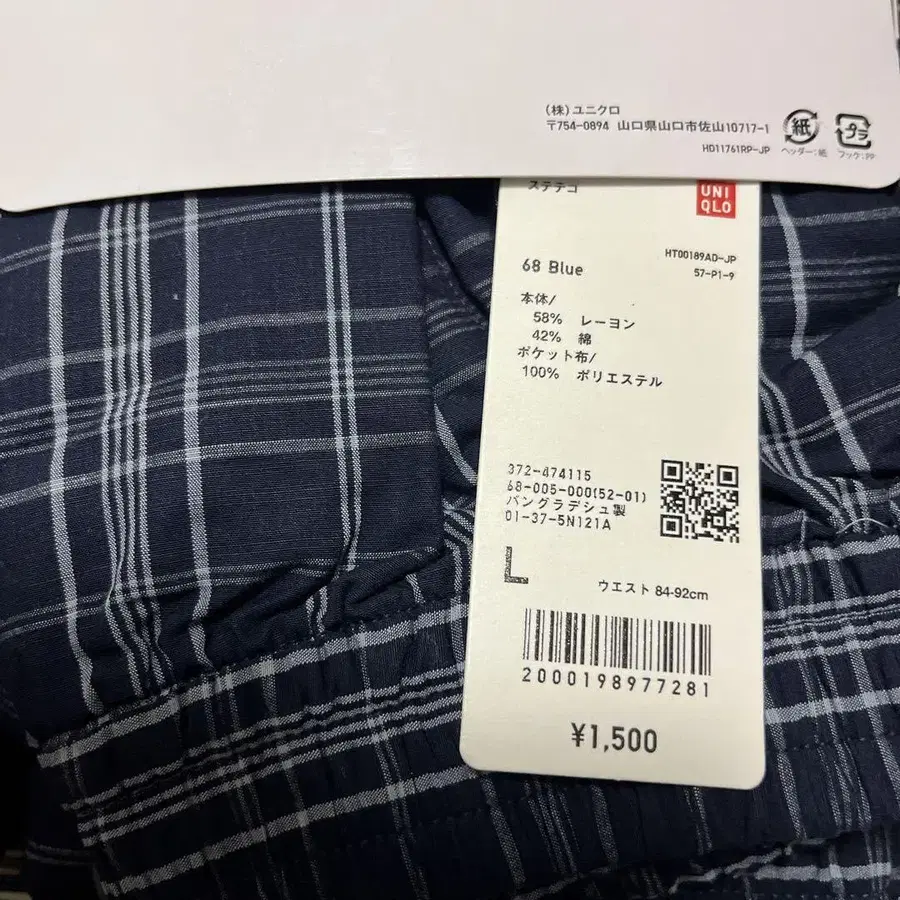 (株)ユニクロ
〒754-0894 山口県山口市佐山10717-1
HD11761RP-JP
紙
ヘッダー:紙
プラ
フック:PP
ステテコ
UNI
QLO
HT00189AD-JP
57-P1-9
68 Blue
本体/
58% レーヨン
42% 綿
ポケット布/
100% ポリエステル
372-474115
68-005-000(52-01)
バングラデシュ製
01-37-5N121A
L
ウエスト 84-92cm
2000198977281
¥1,500